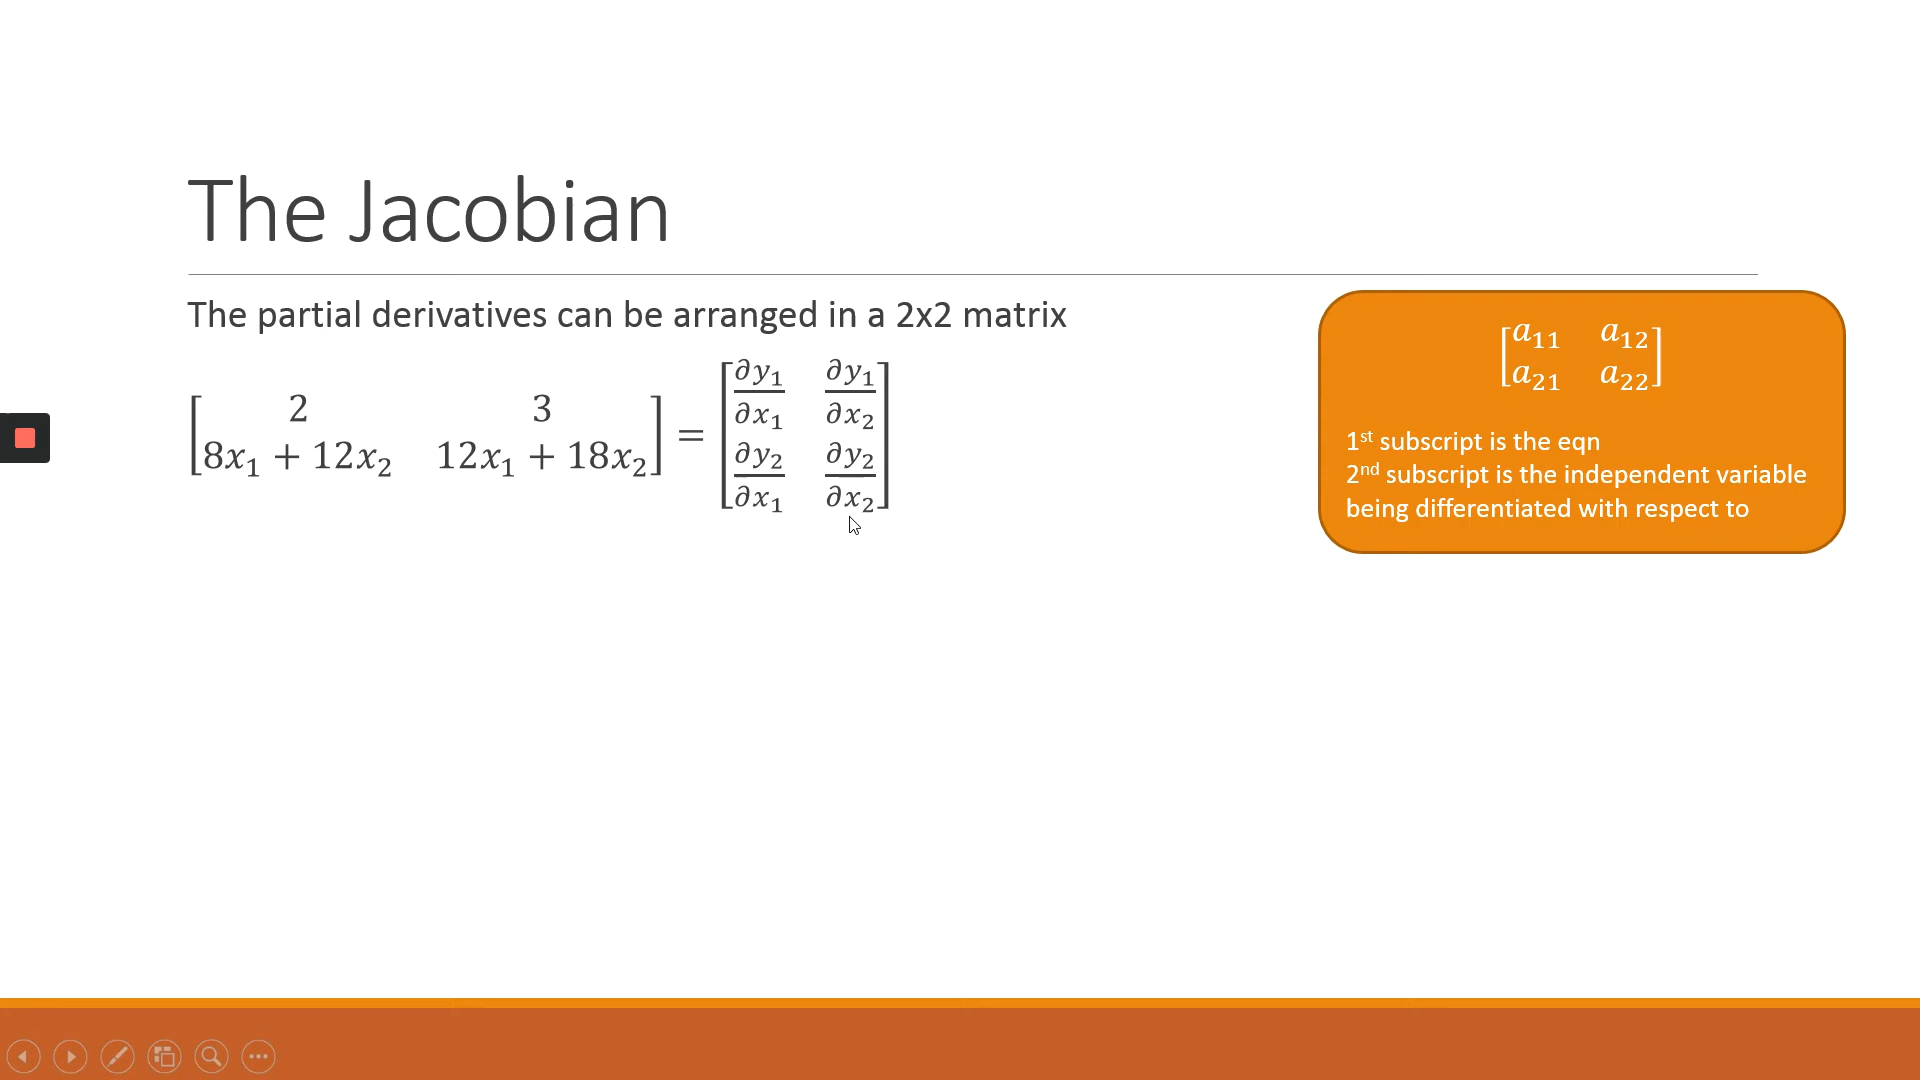 The Jacobian
The partial derivatives can be arranged in a 2x2 matrix
[2 3
8x₁ + 12x₂ 12x₁ + 18x₂] = [∂y₁/∂x₁ ∂y₁/∂x₂
∂y₂/∂x₁ ∂y₂/∂x₂]
[a₁₁ a₁₂
a₂₁ a₂₂]
1st subscript is the eqn
2nd subscript is the independent variable
being differentiated with respect to